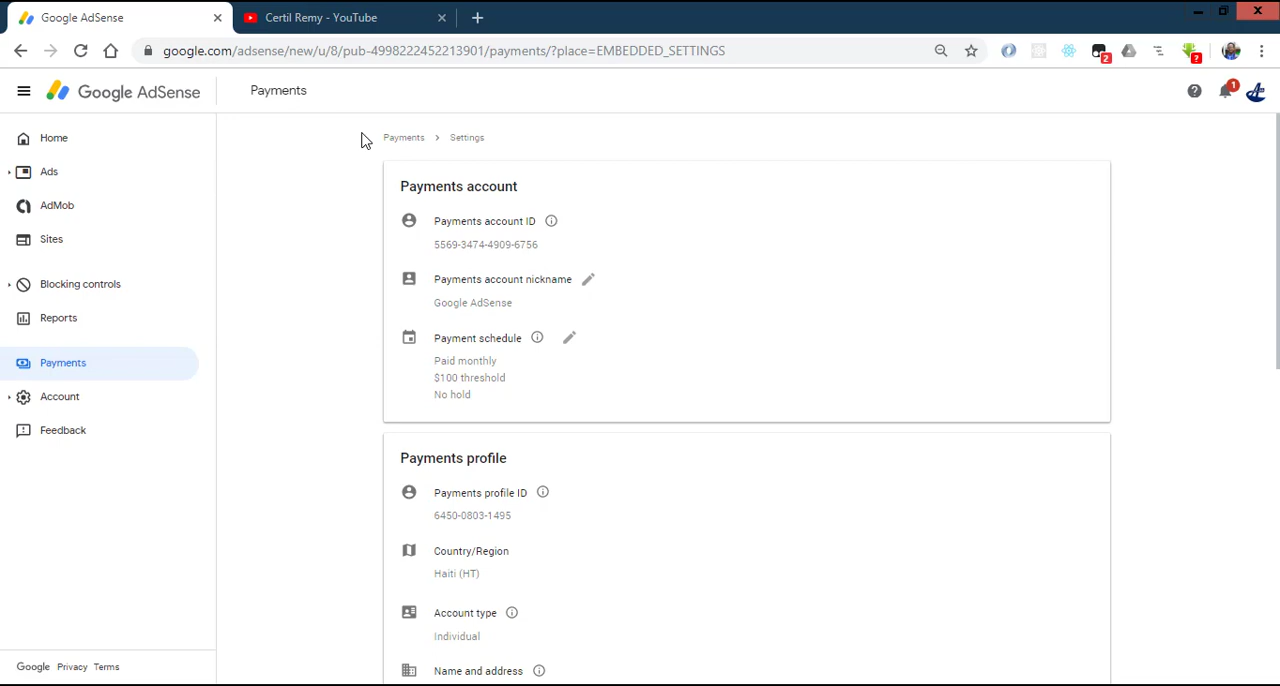 Google AdSense
Certil Remy - YouTube
google.com/adsense/new/u/8/pub-4998222452213901/payments/?place=EMBEDDED_SETTINGS
2
?
Google AdSense
Payments
1
Home
Ads
AdMob
Sites
Blocking controls
Reports
Payments
Account
Feedback
Google Privacy Terms
Payments > Settings
Payments account
Payments account ID
5569-3474-4909-6756
Payments account nickname
Google AdSense
Payment schedule
Paid monthly
$100 threshold
No hold
Payments profile
Payments profile ID
6450-0803-1495
Country/Region
Haiti (HT)
Account type
Individual
Name and address